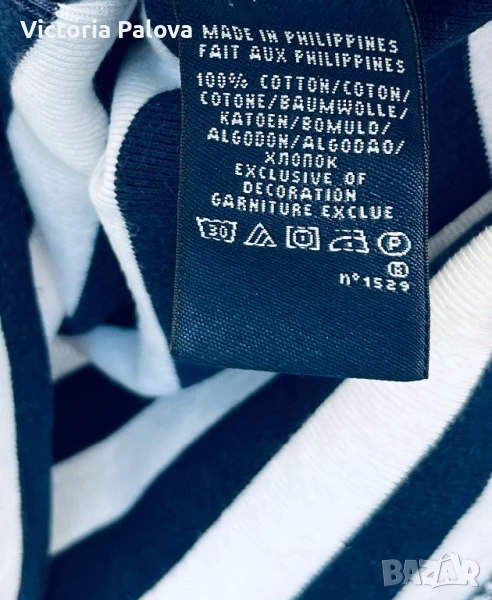 Victoria Palova
MADE IN PHILIPPINES
FAIT AUX PHILIPPINES
100% COTTON/COTON/
COTONE/BAUMWOLLE/
KATOEN/BOMULD/
ALGODON/ALGODAO/
ХЛОПОК
EXCLUSIVE OF
DECORATION
GARNITURE EXCLUE
30 P
K
n°1529
BAZAR